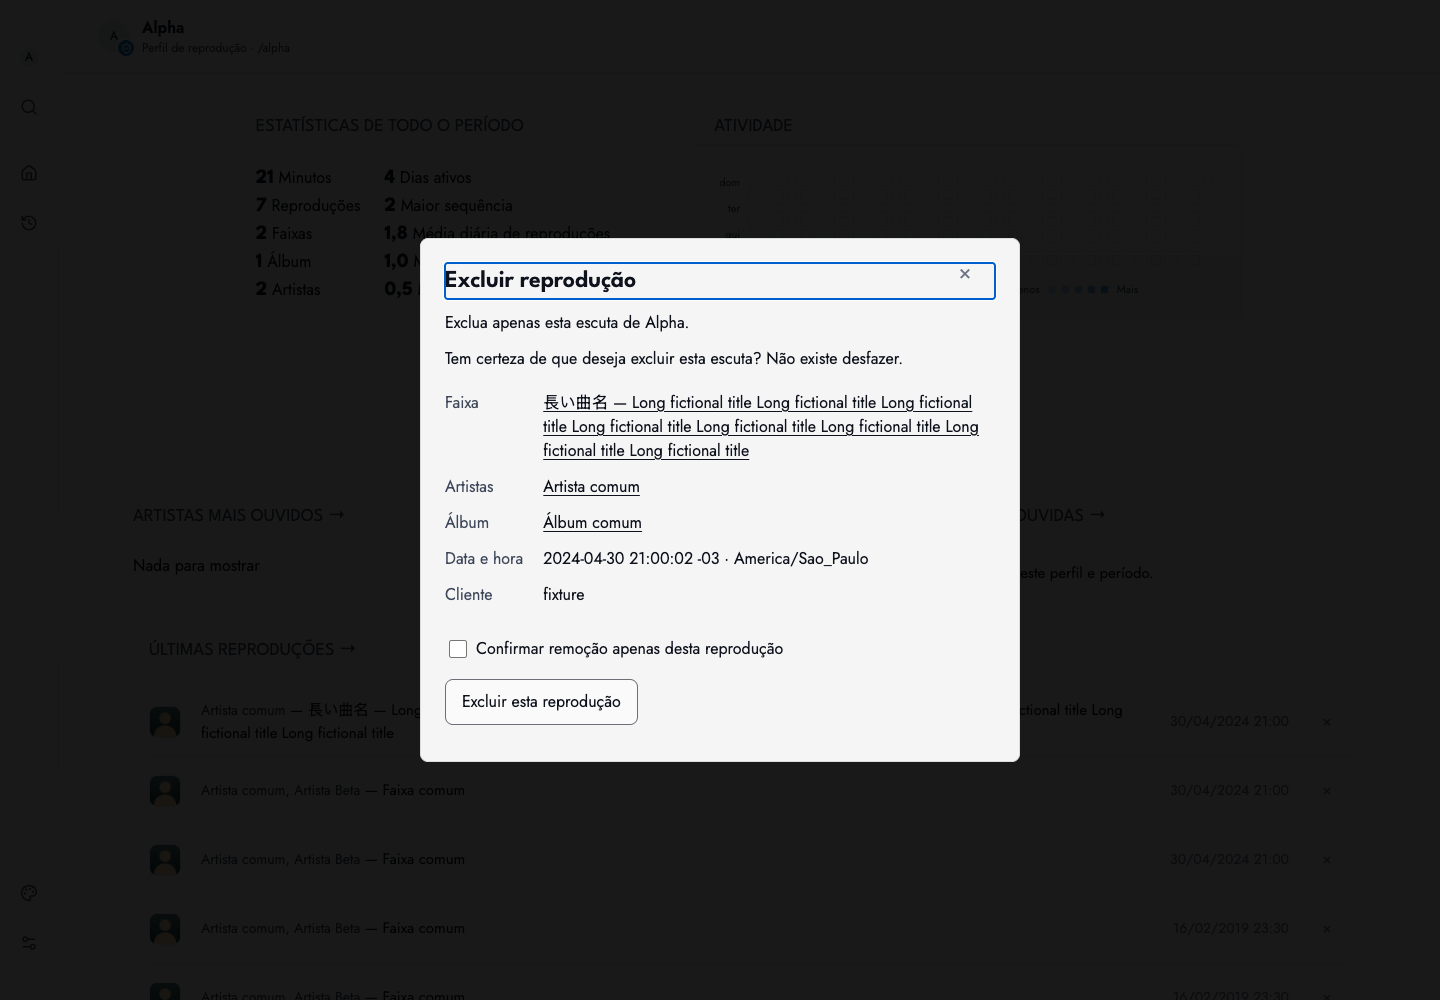 A
Alpha
Perfil de reprodução · /alpha
A
ESTATÍSTICAS DE TODO O PERÍODO
ATIVIDADE
21 Minutos
4 Dias ativos
7 Reproduções
2 Maior sequência
2 Faixas
1,8 Média diária de reproduções
1 Álbum
1,0
2 Artistas
0,5
dom
ter
qui
Mais
Excluir reprodução
×
Exclua apenas esta escuta de Alpha.
Tem certeza de que deseja excluir esta escuta? Não existe desfazer.
Faixa
長い曲名 — Long fictional title Long fictional title Long fictional
title Long fictional title Long fictional title Long fictional title Long
fictional title Long fictional title
Artistas
Artista comum
Álbum
Álbum comum
Data e hora
2024-04-30 21:00:02 -03 · America/Sao_Paulo
Cliente
fixture
Confirmar remoção apenas desta reprodução
Excluir esta reprodução
ARTISTAS MAIS OUVIDOS →
OUVIDAS →
Nada para mostrar
este perfil e período.
ÚLTIMAS REPRODUÇÕES →
Artista comum — 長い曲名 — Long
ctional title Long
fictional title Long fictional title
30/04/2024 21:00 ×
Artista comum, Artista Beta — Faixa comum
30/04/2024 21:00 ×
Artista comum, Artista Beta — Faixa comum
30/04/2024 21:00 ×
Artista comum, Artista Beta — Faixa comum
16/02/2019 23:30 ×
Artista comum, Artista Beta — Faixa comum
16/02/2019 23:30 ×